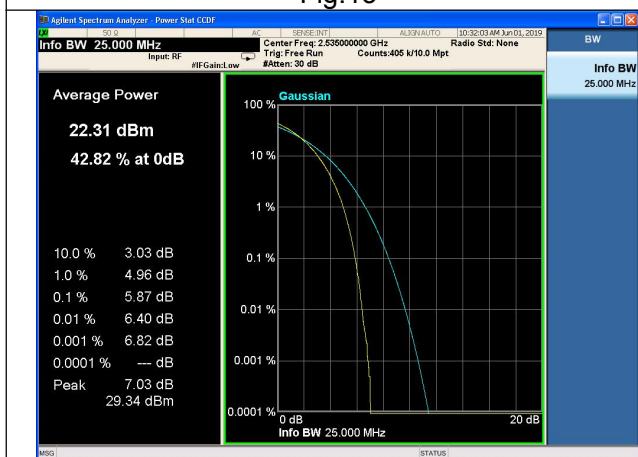 Fig.18
Agilent Spectrum Analyzer - Power Stat CCDF
50 Ω AC SENSE:INT ALIGNAUTO 10:32:03 AM Jun 01, 2019
Info BW 25.000 MHz
Center Freq: 2.535000000 GHz Radio Std: None
Input: RF Trig: Free Run Counts:405 k/10.0 Mpt
#IFGain:Low #Atten: 30 dB
BW
Info BW
25.000 MHz
Average Power
22.31 dBm
42.82 % at 0dB
10.0 % 3.03 dB
1.0 % 4.96 dB
0.1 % 5.87 dB
0.01 % 6.40 dB
0.001 % 6.82 dB
0.0001 % --- dB
Peak 7.03 dB
29.34 dBm
Gaussian
100 %
10 %
1 %
0.1 %
0.01 %
0.001 %
0.0001 %
0 dB 20 dB
Info BW 25.000 MHz
MSG STATUS